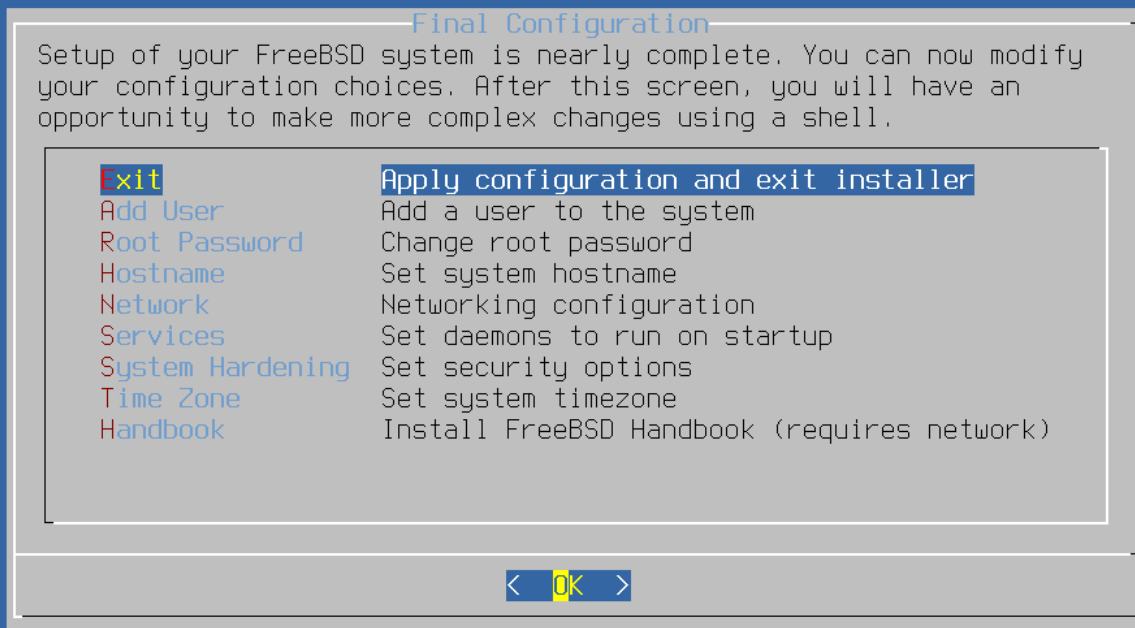 Final Configuration
Setup of your FreeBSD system is nearly complete. You can now modify
your configuration choices. After this screen, you will have an
opportunity to make more complex changes using a shell.
Exit Apply configuration and exit installer
Add User Add a user to the system
Root Password Change root password
Hostname Set system hostname
Network Networking configuration
Services Set daemons to run on startup
System Hardening Set security options
Time Zone Set system timezone
Handbook Install FreeBSD Handbook (requires network)
< OK >